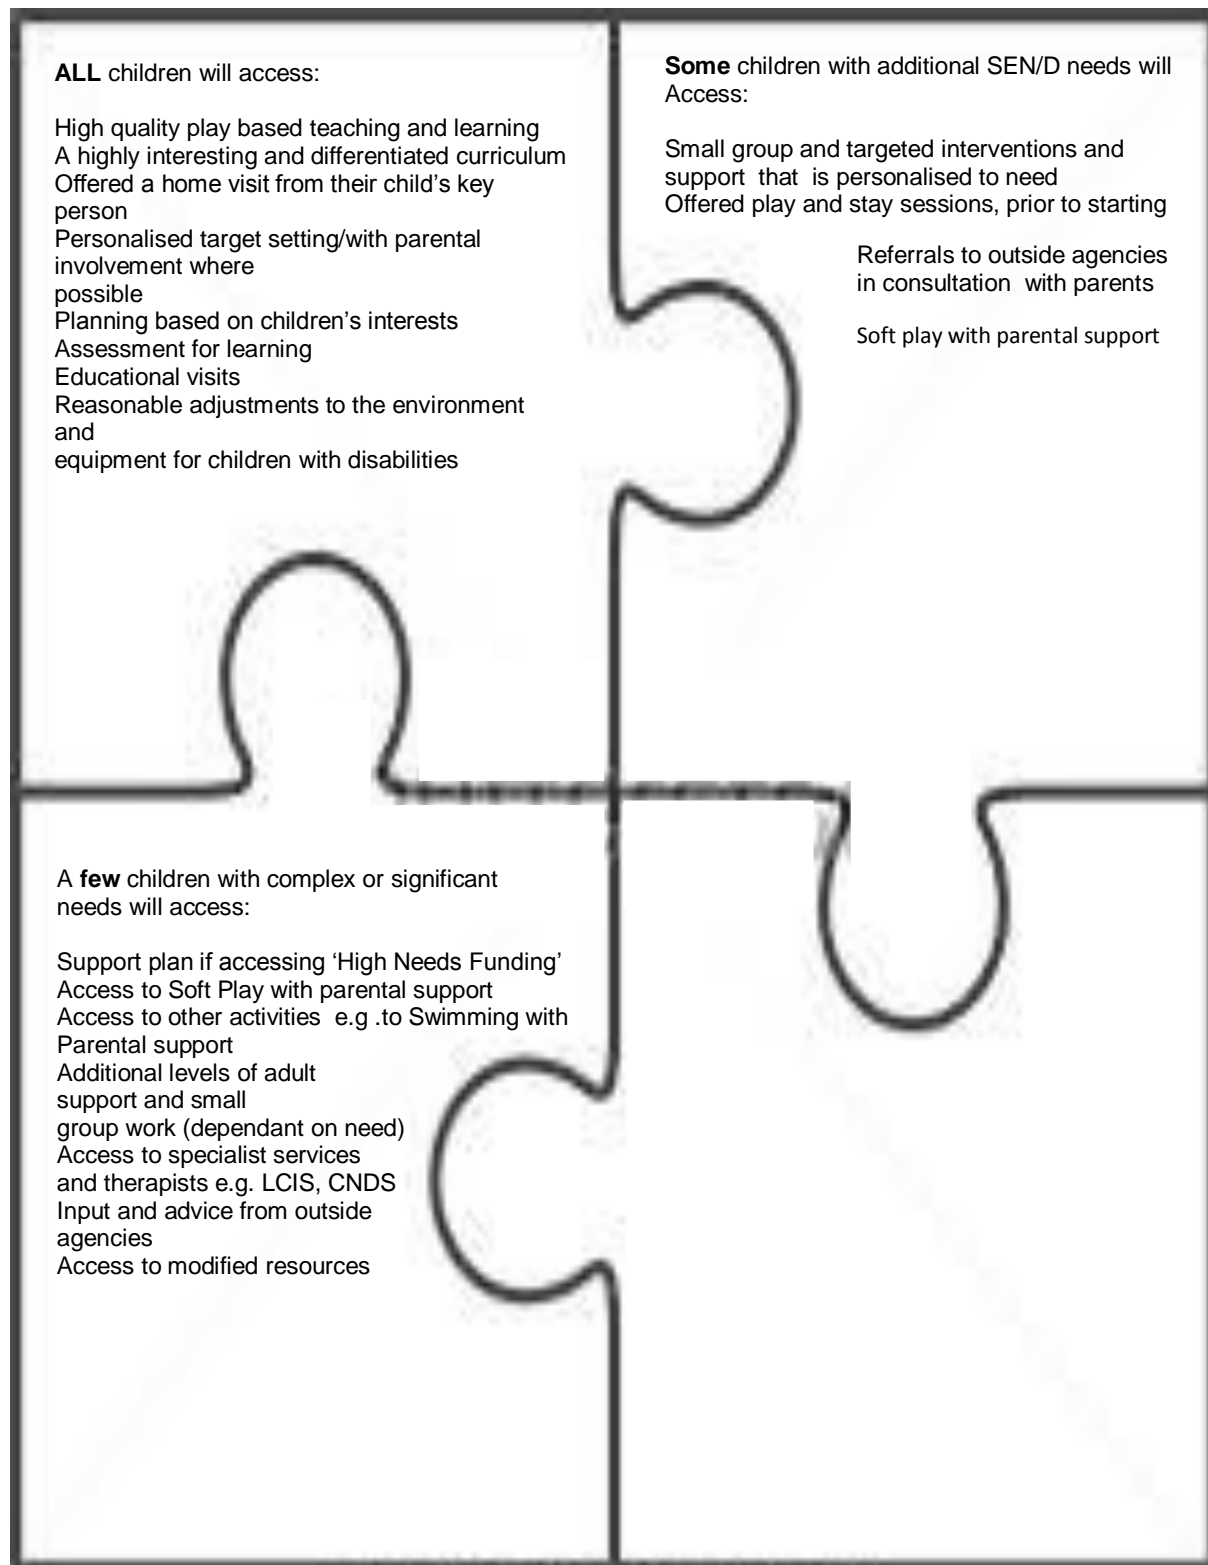 ALL children will access:
High quality play based teaching and learning
A highly interesting and differentiated curriculum
Offered a home visit from their child’s key
person
Personalised target setting/with parental
involvement where
possible
Planning based on children’s interests
Assessment for learning
Educational visits
Reasonable adjustments to the environment
and
equipment for children with disabilities
Some children with additional SEN/D needs will
Access:
Small group and targeted interventions and
support  that  is personalised to need
Offered play and stay sessions, prior to starting
Referrals to outside agencies
in consultation  with parents
Soft play with parental support
A few children with complex or significant
needs will access:
Support plan if accessing ‘High Needs Funding’
Access to Soft Play with parental support
Access to other activities  e.g .to Swimming with
Parental support
Additional levels of adult
support and small
group work (dependant on need)
Access to specialist services
and therapists e.g. LCIS, CNDS
Input and advice from outside
agencies
Access to modified resources